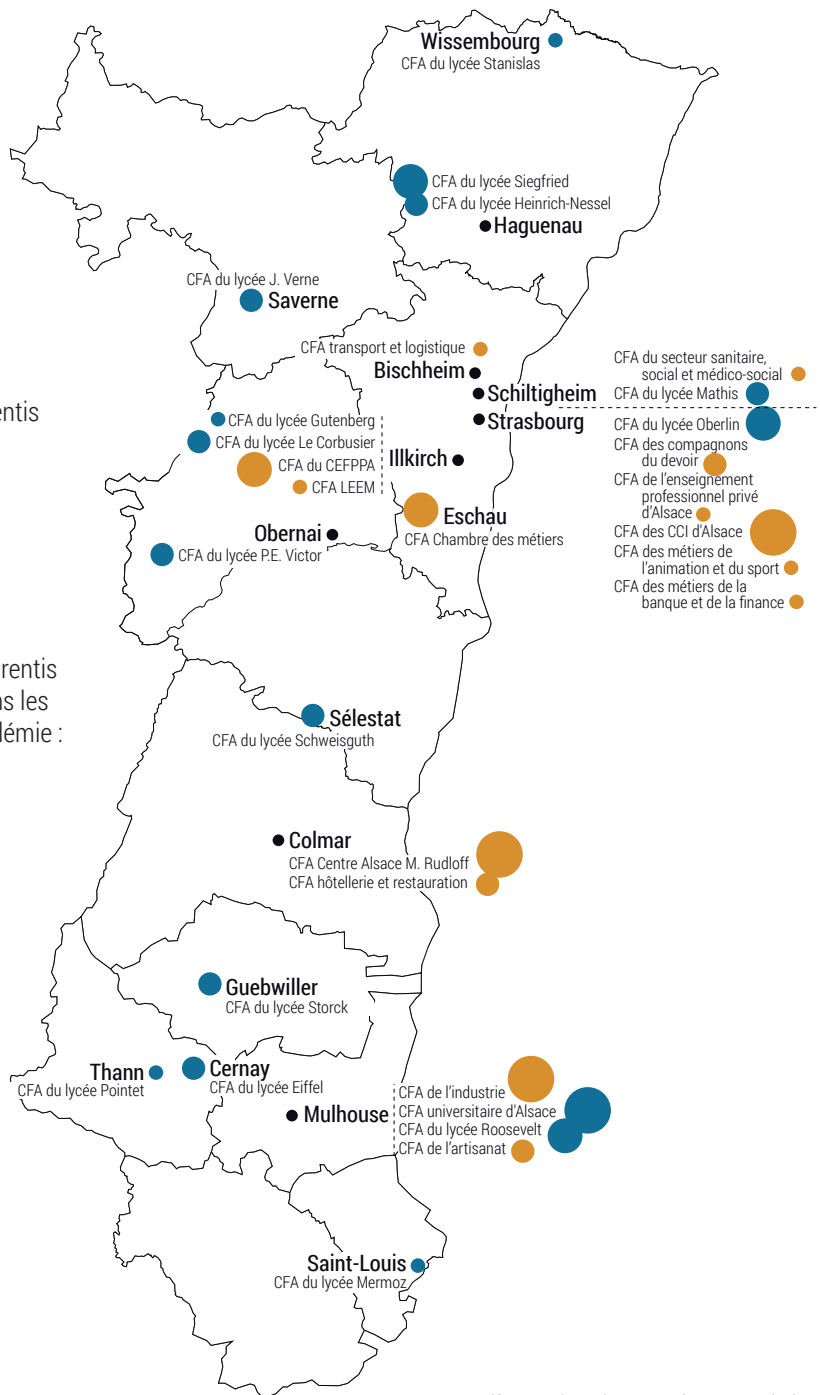 Wissembourg
CFA du lycée Stanislas
CFA du lycée Siegfried
CFA du lycée Heinrich-Nessel
Haguenau
CFA du lycée J. Verne
Saverne
CFA transport et logistique
Bischheim
Schiltigheim
Strasbourg
CFA du secteur sanitaire,
social et médico-social
CFA du lycée Mathis
CFA du lycée Oberlin
CFA des compagnons
du devoir
CFA de l'enseignement
professionnel privé
d'Alsace
CFA des CCI d'Alsace
CFA des métiers de
l'animation et du sport
CFA des métiers de la
banque et de la finance
entis
CFA du lycée Gutenberg
CFA du lycée Le Corbusier
CFA du CEFPPA
CFA LEEM
Illkirch
Eschau
CFA Chambre des métiers
Obernai
CFA du lycée P.E. Victor
rentis
ns les
démie :
Sélestat
CFA du lycée Schweisguth
Colmar
CFA Centre Alsace M. Rudloff
CFA hôtellerie et restauration
Guebwiller
CFA du lycée Storck
Thann
CFA du lycée Pointet
Cernay
CFA du lycée Eiffel
Mulhouse
CFA de l'industrie
CFA universitaire d'Alsace
CFA du lycée Roosevelt
CFA de l'artisanat
Saint-Louis
CFA du lycée Mermoz